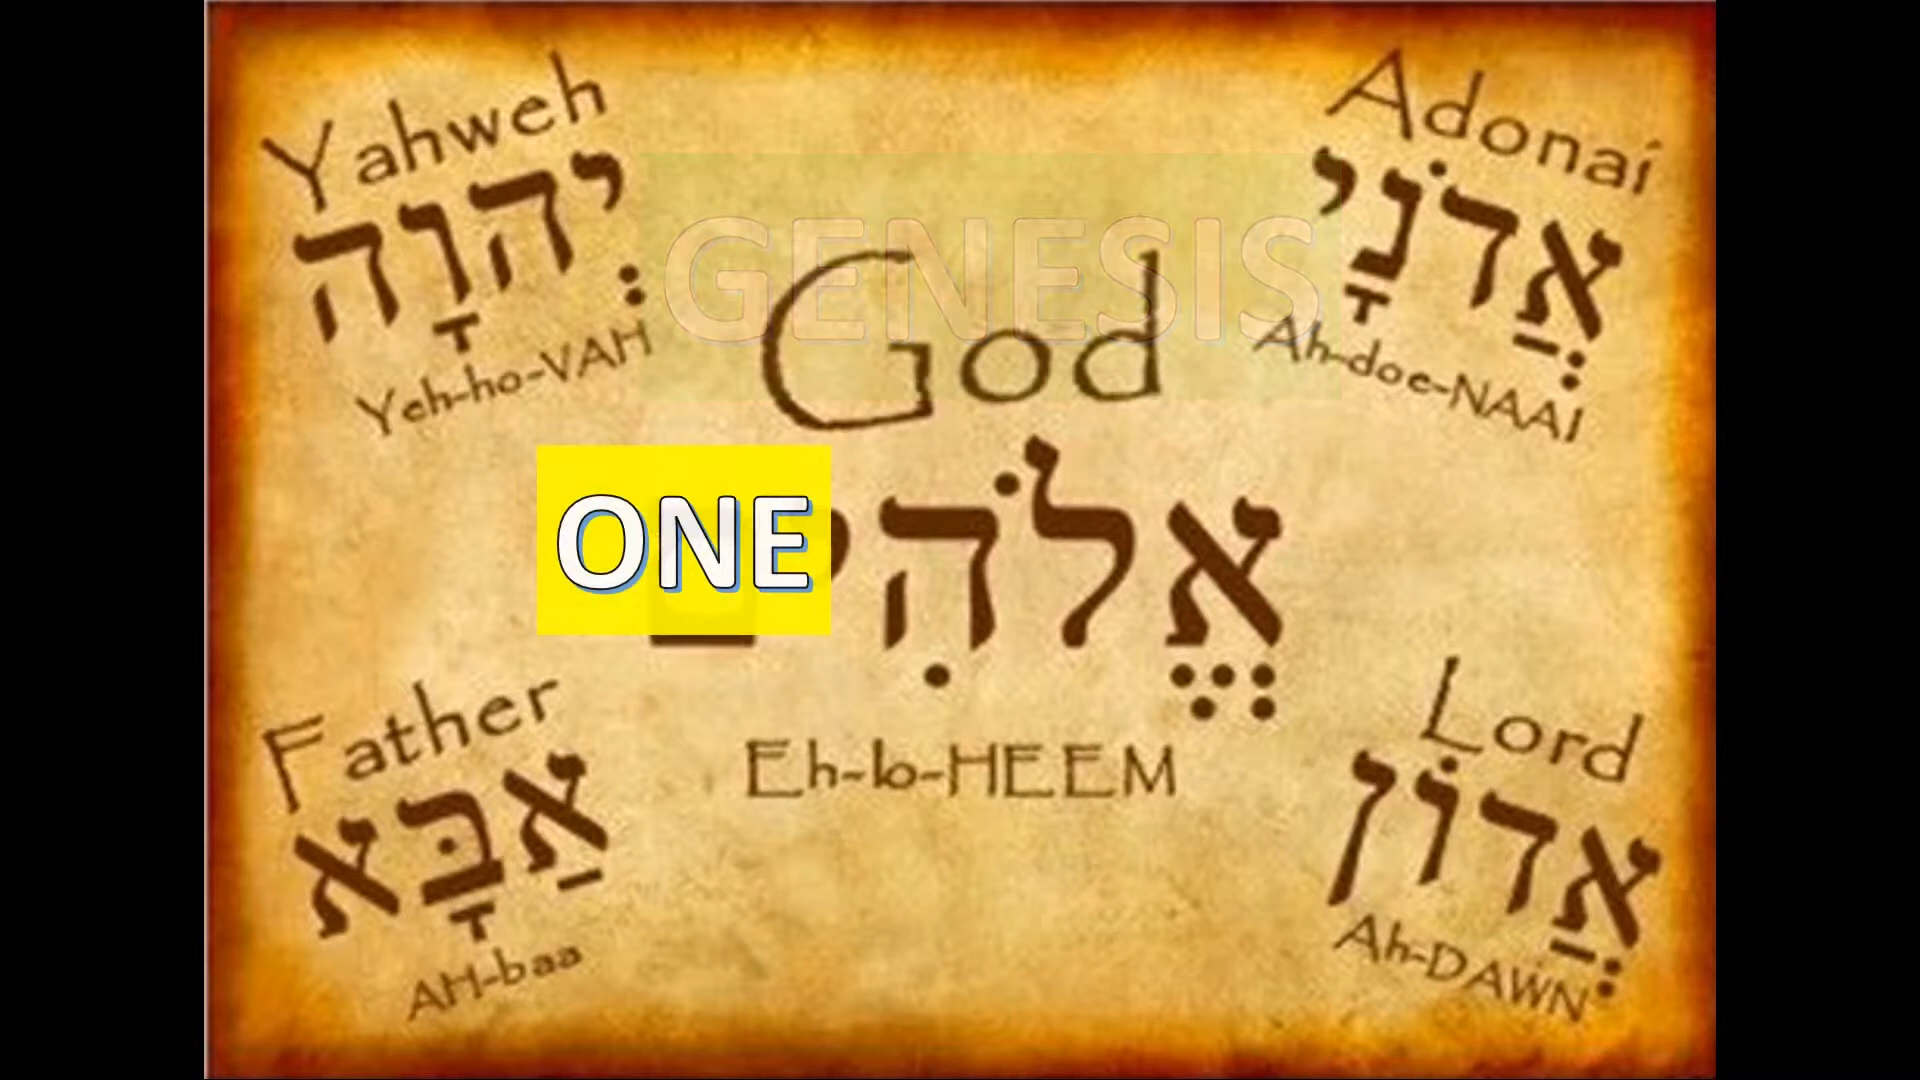 Yahweh
יְהוָה
Yeh-ho-VAH
Adonai
אֲדֹנָי
Ah-doe-NAAI
GENESIS
God
ONE
אֱלֹהִים
Eh-lo-HEEM
Father
אַבָּא
AH-baa
Lord
אֲדוֹן
Ah-DAWN